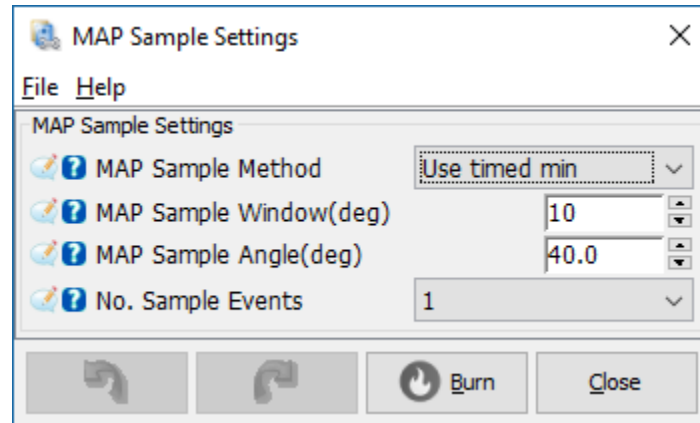 MAP Sample Settings
File Help
MAP Sample Settings
MAP Sample Method Use timed min
MAP Sample Window(deg) 10
MAP Sample Angle(deg) 40.0
No. Sample Events 1
Burn Close